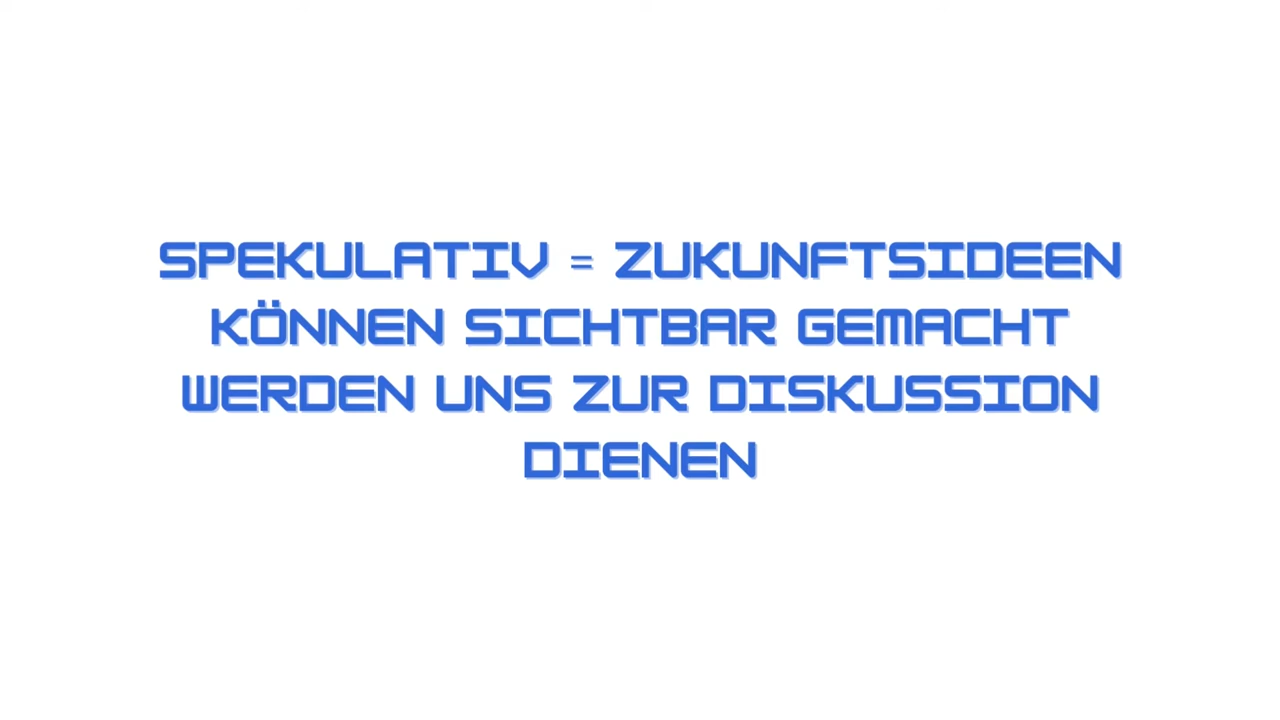 SPEKULATIV = ZUKUNFTSIDEEN
KÖNNEN SICHTBAR GEMACHT
WERDEN UNS ZUR DISKUSSION
DIENEN